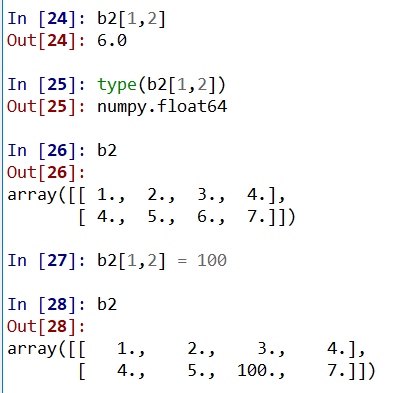 In [24]: b2[1,2]
Out[24]: 6.0
In [25]: type(b2[1,2])
Out[25]: numpy.float64
In [26]: b2
Out[26]:
array([[ 1.,  2.,  3.,  4.],
       [ 4.,  5.,  6.,  7.]])
In [27]: b2[1,2] = 100
In [28]: b2
Out[28]:
array([[   1.,    2.,    3.,    4.],
       [   4.,    5.,  100.,    7.]])